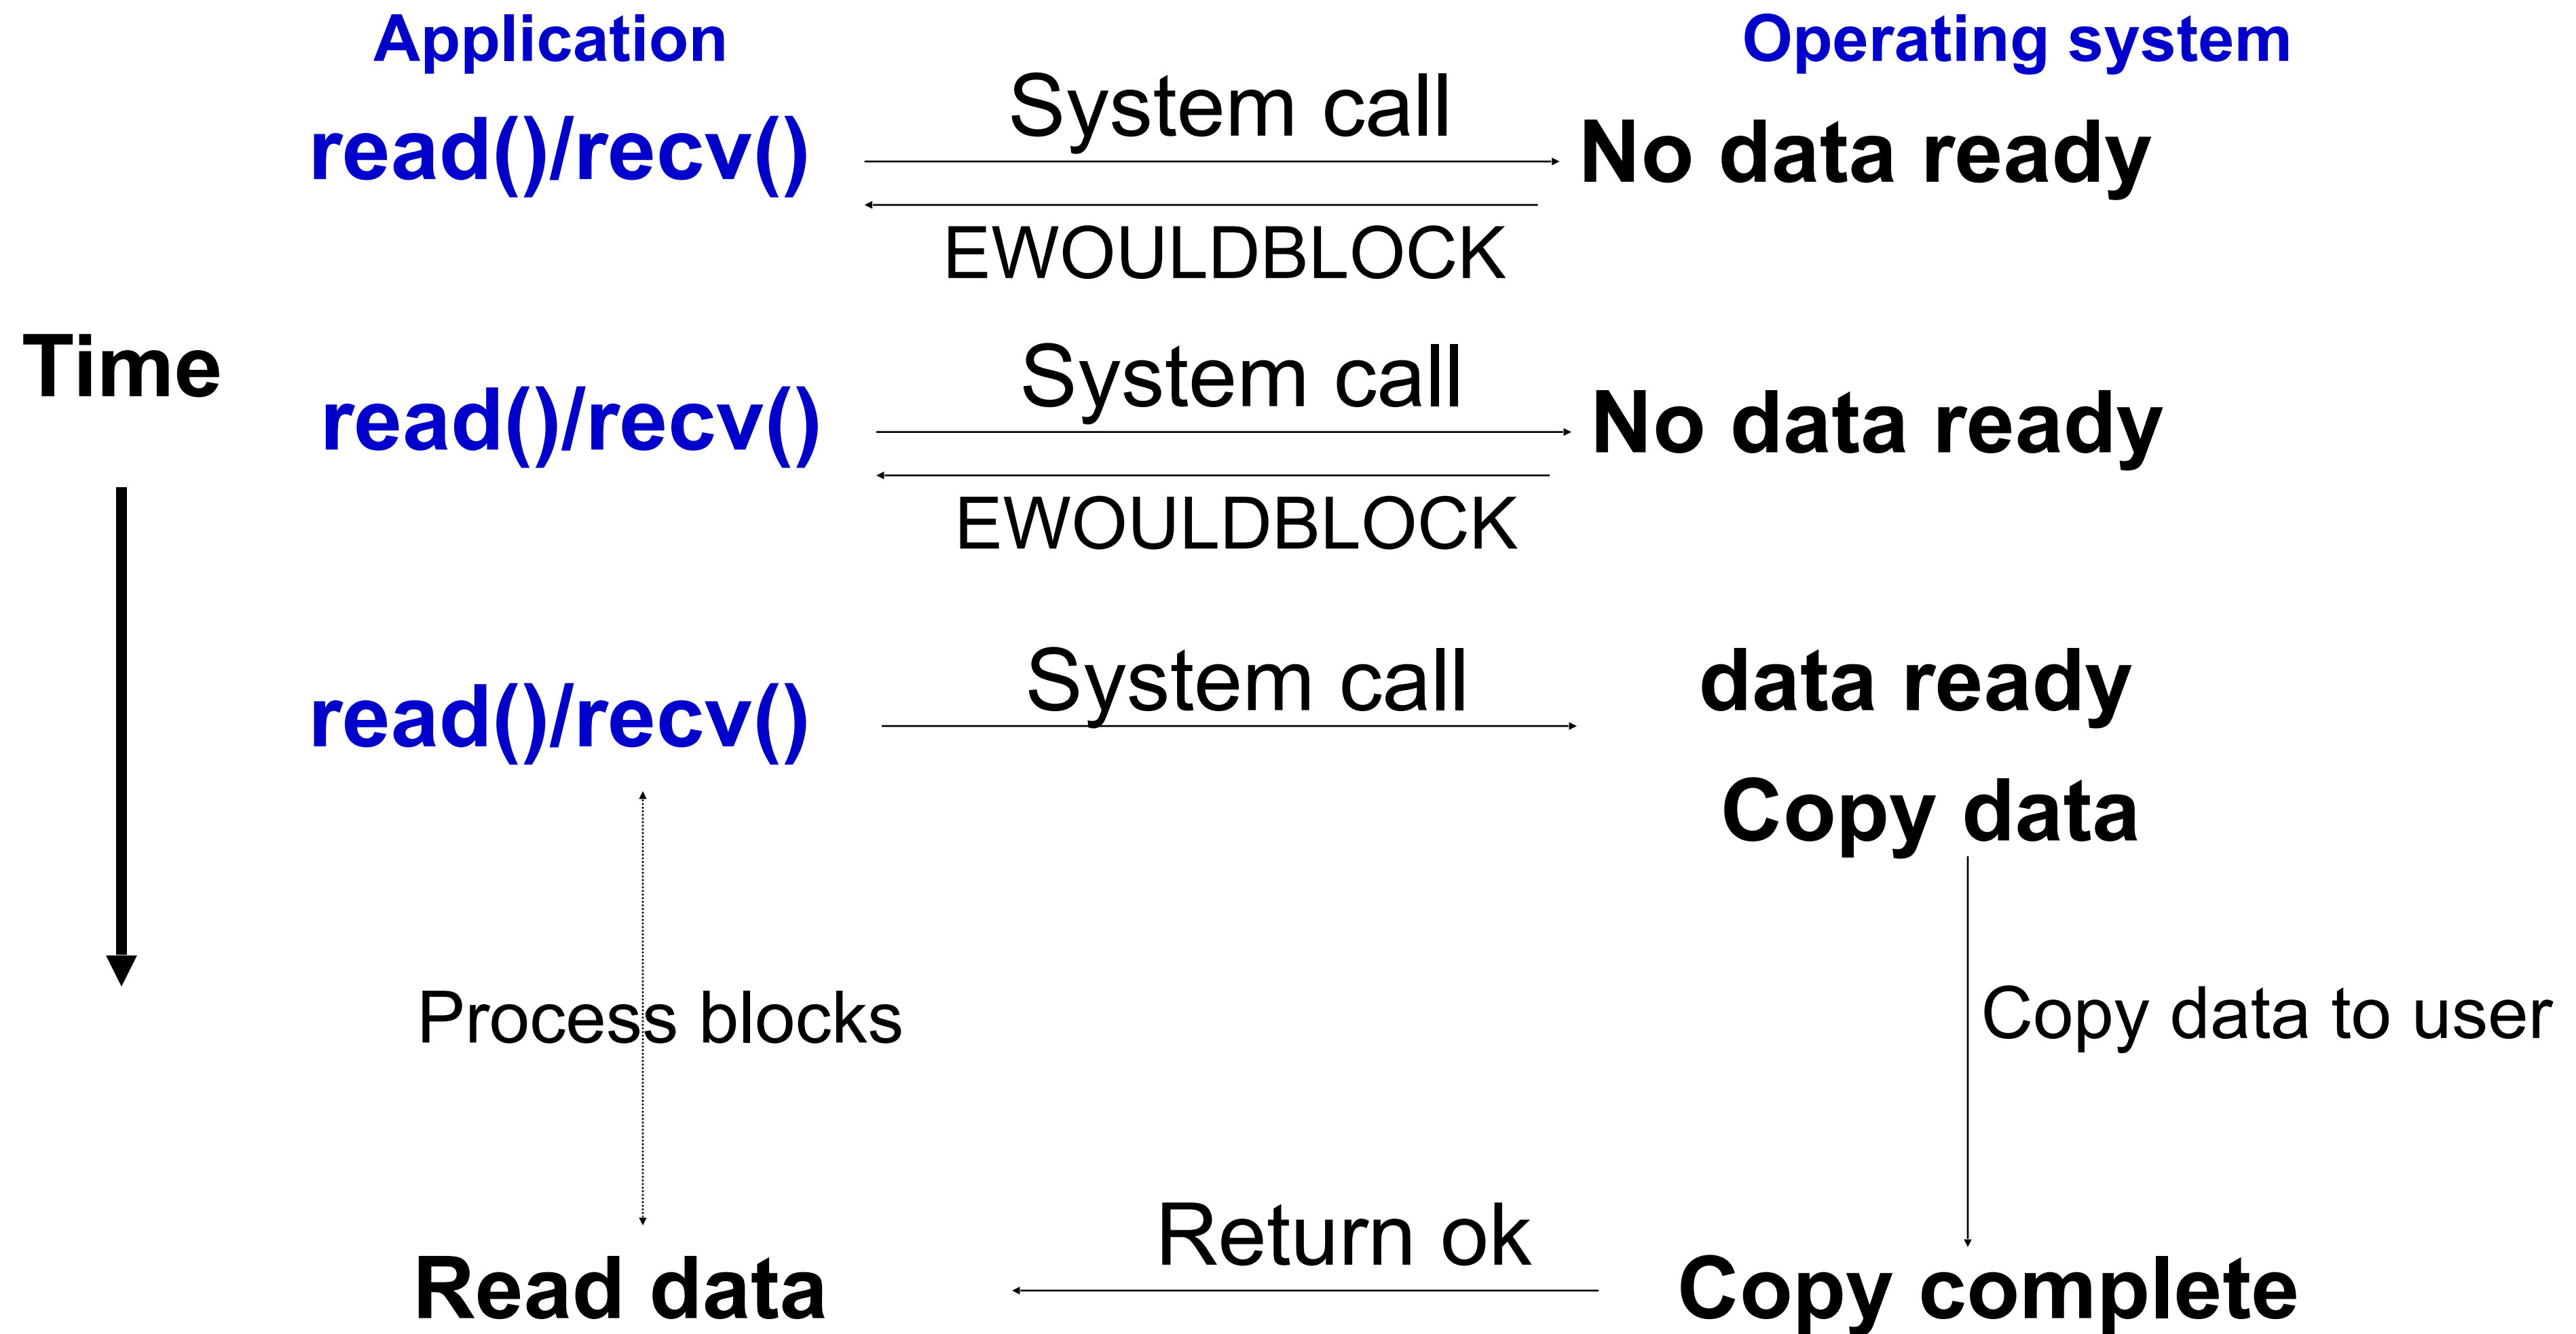 Application
Operating system
System call
read()/recv()
No data ready
EWOULDBLOCK
Time
System call
read()/recv()
No data ready
EWOULDBLOCK
System call
data ready
read()/recv()
Copy data
Process blocks
Copy data to user
Return ok
Read data
Copy complete